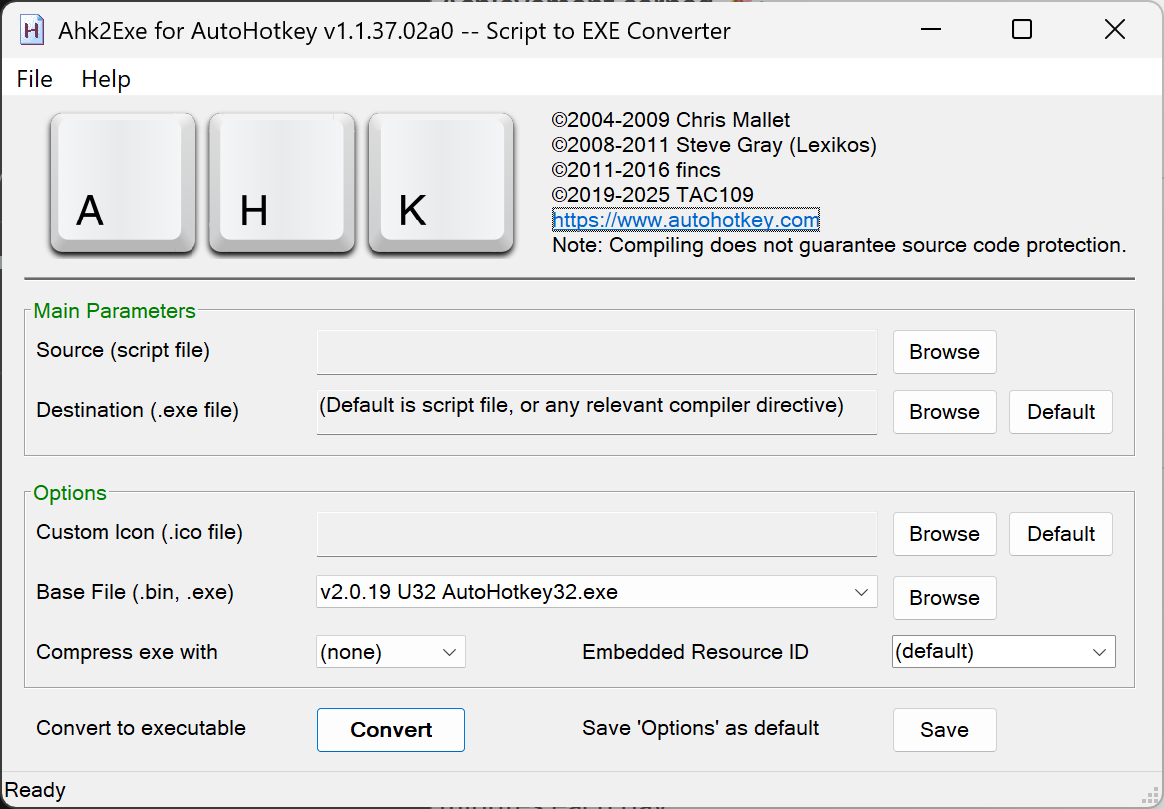 Ahk2Exe for AutoHotkey v1.1.37.02a0 -- Script to EXE Converter
File Help
A H K
©2004-2009 Chris Mallet
©2008-2011 Steve Gray (Lexikos)
©2011-2016 fincs
©2019-2025 TAC109
https://www.autohotkey.com
Note: Compiling does not guarantee source code protection.
Main Parameters
Source (script file) Browse
Destination (.exe file) (Default is script file, or any relevant compiler directive) Browse Default
Options
Custom Icon (.ico file) Browse Default
Base File (.bin, .exe) v2.0.19 U32 AutoHotkey32.exe Browse
Compress exe with (none) Embedded Resource ID (default)
Convert to executable Convert Save 'Options' as default Save
Ready